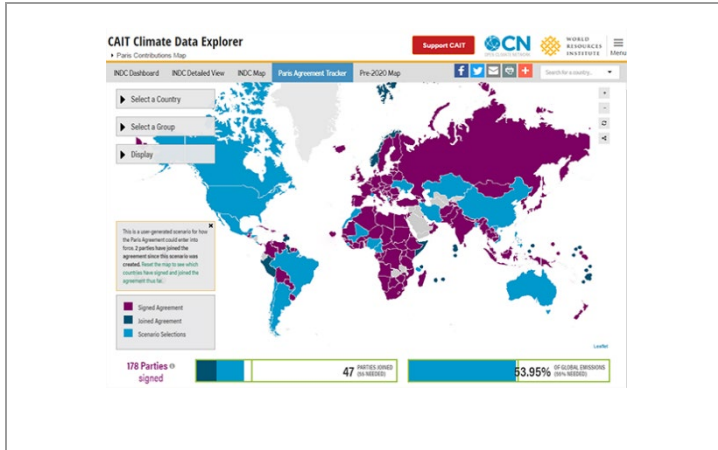 CAIT Climate Data Explorer
Paris Contributions Map
Support CAIT
OCN
OPEN CLIMATE NETWORK
WORLD
RESOURCES
INSTITUTE
Menu
INDC Dashboard
INDC Detailed View
INDC Map
Paris Agreement Tracker
Pre-2020 Map
Search for a country...
Select a Country
Select a Group
Display
This is a user-generated scenario for how
the Paris Agreement could enter into
force. 2 parties have joined the
agreement since this scenario was
created. Reset the map to see which
countries have signed and joined the
agreement thus far.
Signed Agreement
Joined Agreement
Scenario Selections
Leaflet
178 Parties
signed
47 PARTIES JOINED
(55 NEEDED)
53.95% OF GLOBAL EMISSIONS
(55% NEEDED)